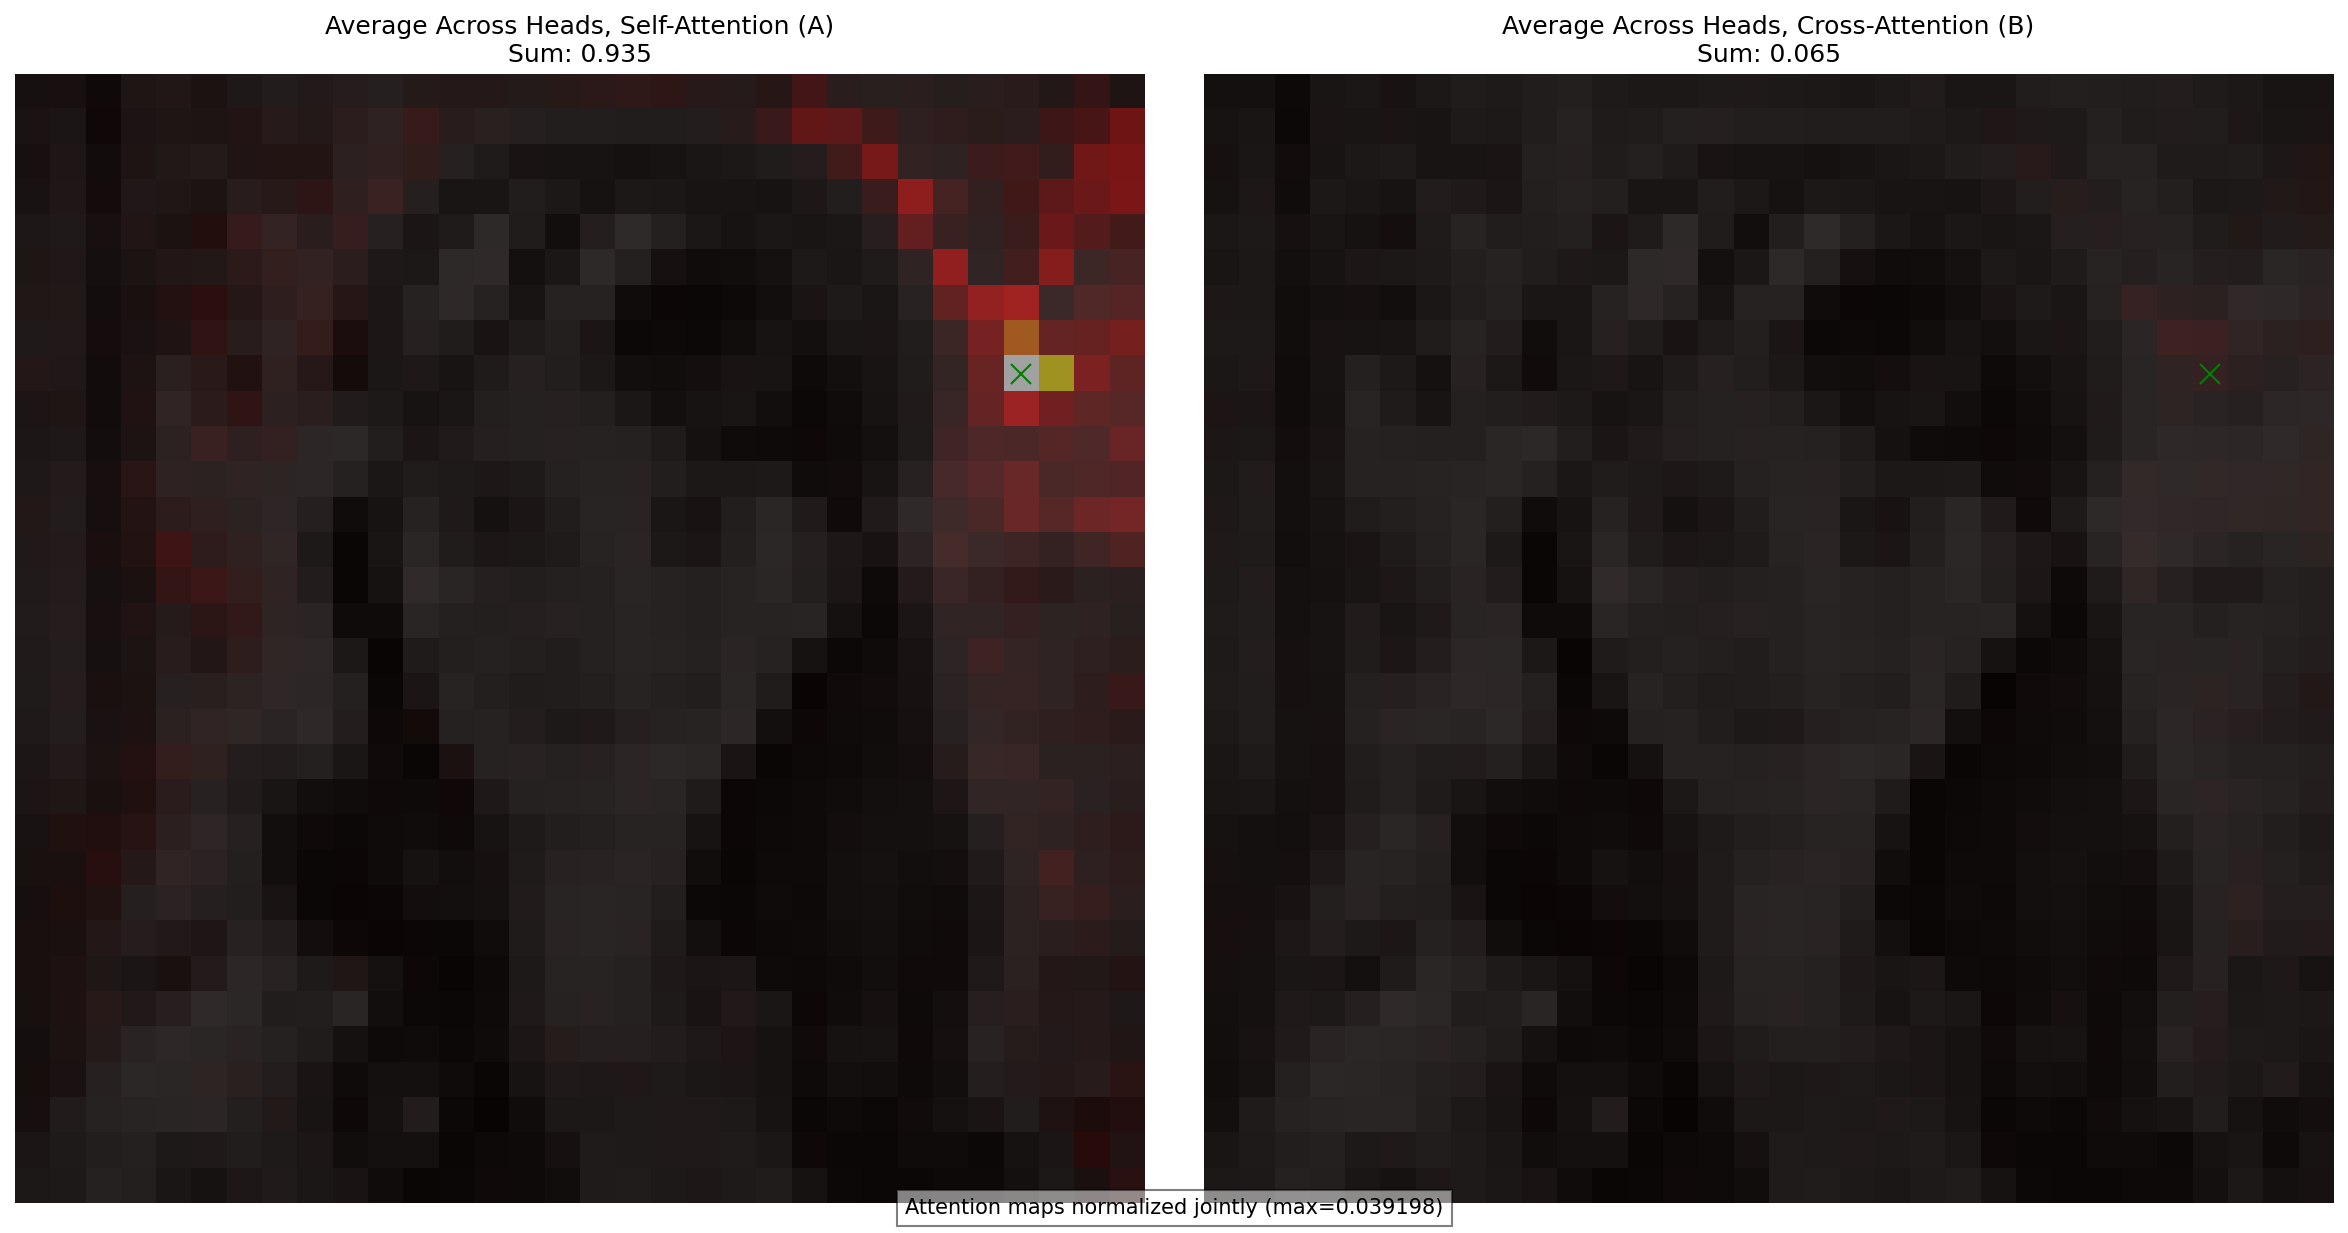 Average Across Heads, Self-Attention (A)
Sum: 0.935
Average Across Heads, Cross-Attention (B)
Sum: 0.065
Attention maps normalized jointly (max=0.039198)